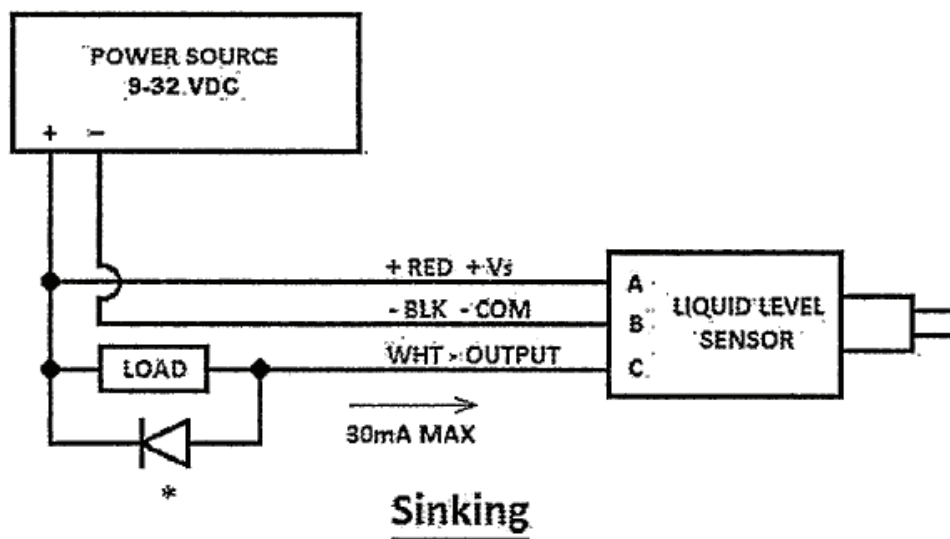 POWER SOURCE
9-32 VDC
+ -
+ RED + Vs
- BLK - COM
WHT - OUTPUT
A
B
C
LIQUID LEVEL
SENSOR
LOAD
30mA MAX
*
Sinking